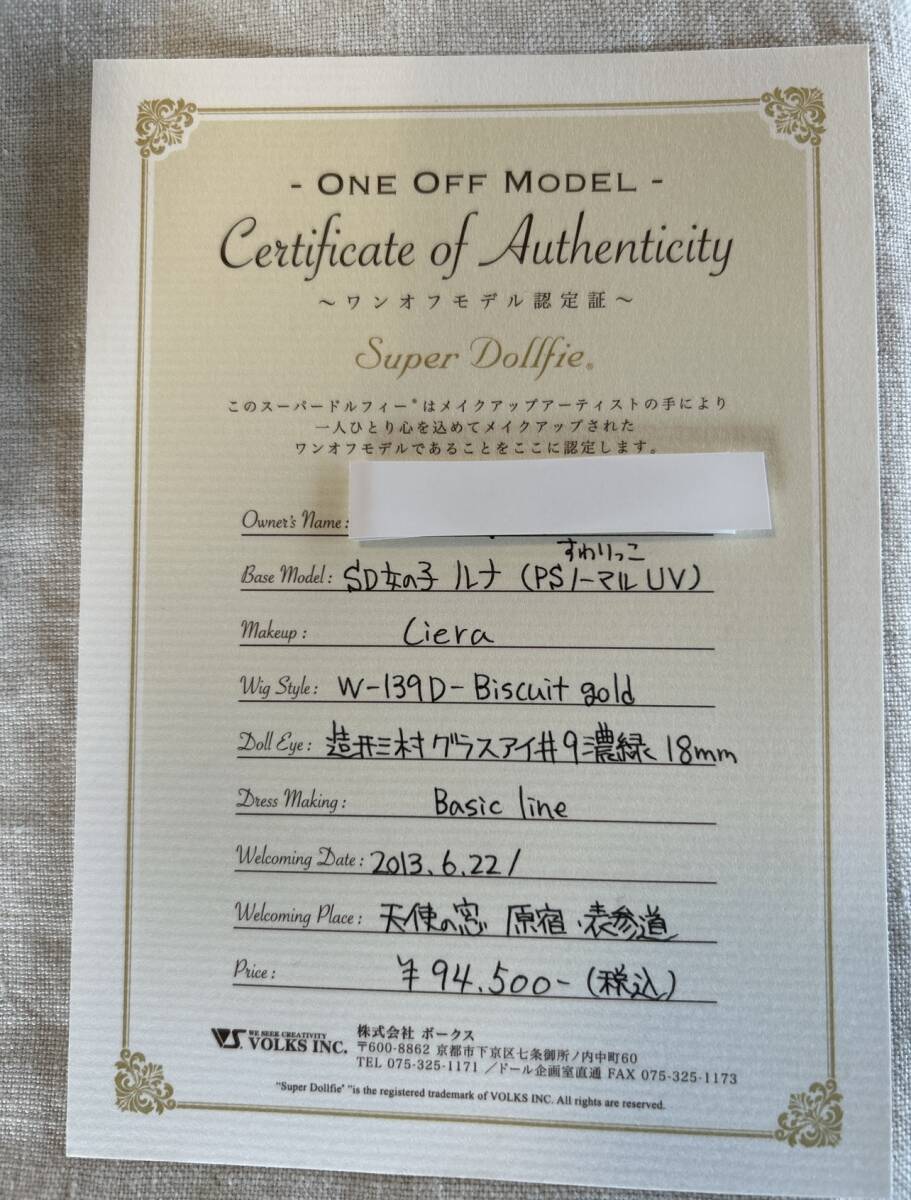 - ONE OFF MODEL -
Certificate of Authenticity
～ワンオフモデル認定証～
Super Dollfie®
このスーパードルフィー®はメイクアップアーティストの手により
一人ひとり心を込めてメイクアップされた
ワンオフモデルであることをここに認定します。
Owner's Name :
すわりっこ
Base Model : SD女の子 ルナ (PSノーマルUV)
Makeup : Ciera
Wig Style : W-139D-Biscuit gold
Doll Eye : 造形村グラスアイ#9濃緑 18mm
Dress Making : Basic line
Welcoming Date : 2013.6.22 /
Welcoming Place : 天使の窓 原宿・表参道
Price : ¥94.500- (税込)
VS. WE SEEK CREATIVITY
VOLKS INC.
株式会社 ボークス
〒600-8862 京都市下京区七条御所ノ内中町60
TEL 075-325-1171 ／ドール企画室直通 FAX 075-325-1173
"Super Dollfie® "is the registered trademark of VOLKS INC. All rights are reserved.